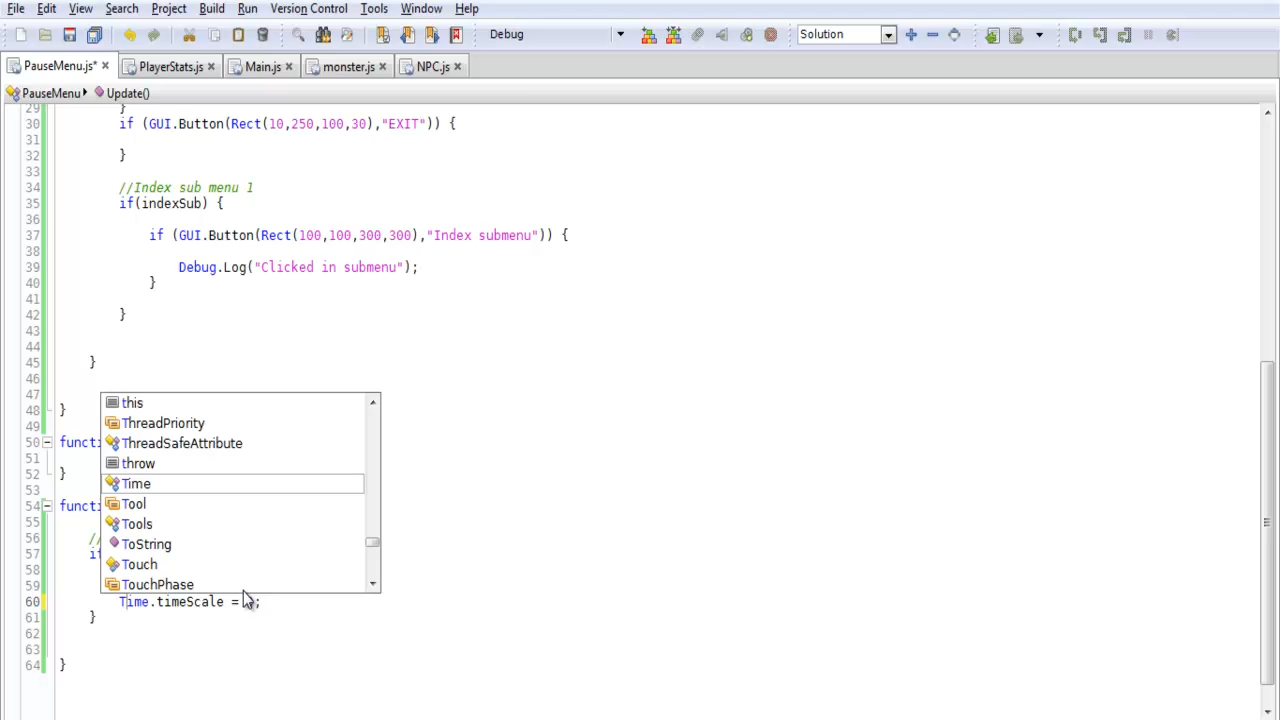 File Edit View Search Project Build Run Version Control Tools Window Help
Debug Solution
PauseMenu.js* PlayerStats.js Main.js monster.js NPC.js
PauseMenu Update()
29 }
30 if (GUI.Button(Rect(10,250,100,30),"EXIT")) {
31
32 }
33
34 //Index sub menu 1
35 if(indexSub) {
36
37 if (GUI.Button(Rect(100,100,300,300),"Index submenu")) {
38
39 Debug.Log("Clicked in submenu");
40 }
41
42 }
43
44
45 }
46
47
48 }
49
50 functi
51
52 }
53
54 functi
55
56 //
57 if
58
59
60 Time.timeScale = ;
61 }
62
63
64 }
this
ThreadPriority
ThreadSafeAttribute
throw
Time
Tool
Tools
ToString
Touch
TouchPhase